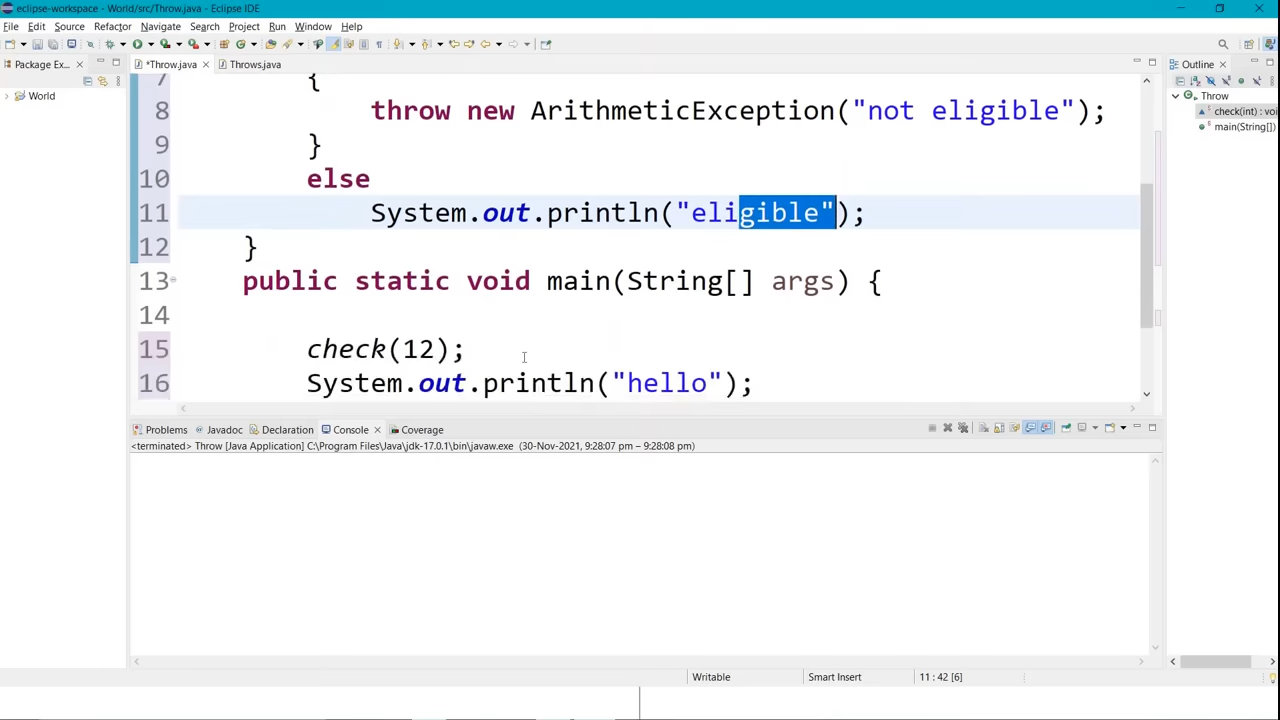 eclipse-workspace - World/src/Throw.java - Eclipse IDE
File Edit Source Refactor Navigate Search Project Run Window Help
Package Ex... *Throw.java Throws.java Outline
World
Throw
check(int) : voi
main(String[])
7 {
8 throw new ArithmeticException("not eligible");
9 }
10 else
11 System.out.println("eligible");
12 }
13 public static void main(String[] args) {
14
15 check(12);
16 System.out.println("hello");
Problems Javadoc Declaration Console Coverage
<terminated> Throw [Java Application] C:\Program Files\Java\jdk-17.0.1\bin\javaw.exe (30-Nov-2021, 9:28:07 pm – 9:28:08 pm)
Writable Smart Insert 11 : 42 [6]